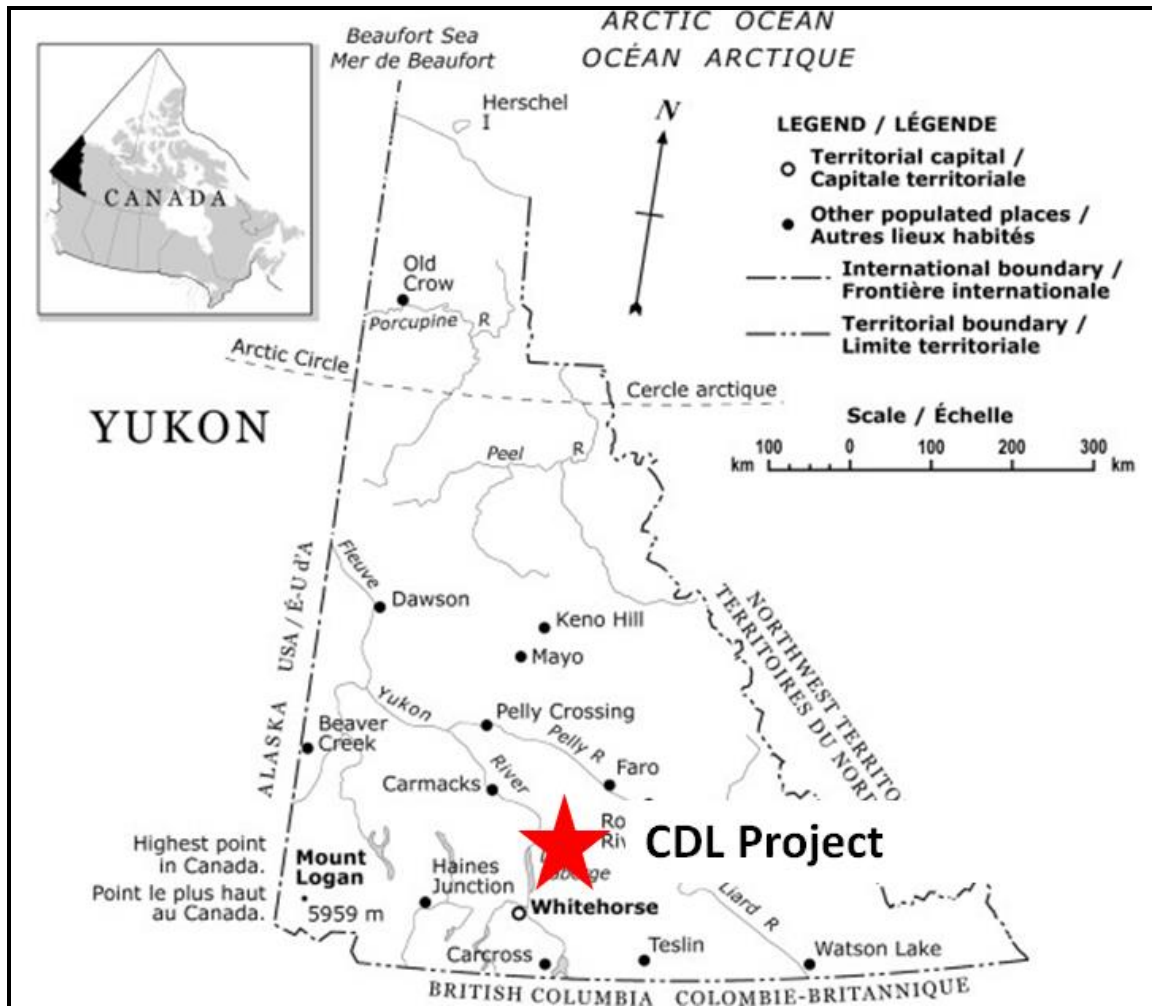 ARCTIC OCEAN
OCÉAN ARCTIQUE
Beaufort Sea
Mer de Beaufort
Herschel
I
N
CANADA
LEGEND / LÉGENDE
Territorial capital /
Capitale territoriale
Other populated places /
Autres lieux habités
International boundary /
Frontière internationale
Territorial boundary /
Limite territoriale
Scale / Échelle
100 0 100 200 300
km km
Old
Crow
Porcupine R
Arctic Circle
Cercle arctique
YUKON
Peel R
Fleuve
Dawson
Keno Hill
Mayo
ALASKA USA / É-U d'A
Yukon
River
Pelly Crossing
Pelly R
Beaver
Creek
Faro
Carmacks
NORTHWEST
TERRITOIRES DU
CDL Project
Highest point
in Canada.
Mount
Logan
Point le plus haut
au Canada.
5959 m
Haines
Junction
Whitehorse
Liard R
Carcross
Teslin
Watson Lake
BRITISH COLUMBIA COLOMBIE-BRITANNIQUE